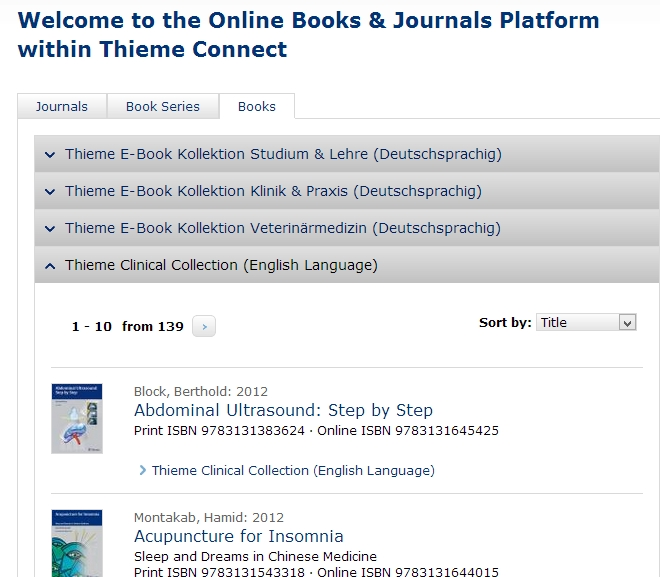 Welcome to the Online Books & Journals Platform
within Thieme Connect
Journals
Book Series
Books
Thieme E-Book Kollektion Studium & Lehre (Deutschsprachig)
Thieme E-Book Kollektion Klinik & Praxis (Deutschsprachig)
Thieme E-Book Kollektion Veterinärmedizin (Deutschsprachig)
Thieme Clinical Collection (English Language)
1 - 10 from 139
Sort by: Title
Abdominal Ultrasound
Step by Step
Block, Berthold: 2012
Abdominal Ultrasound: Step by Step
Print ISBN 9783131383624 · Online ISBN 9783131645425
Thieme Clinical Collection (English Language)
Acupuncture for Insomnia
Montakab, Hamid: 2012
Acupuncture for Insomnia
Sleep and Dreams in Chinese Medicine
Print ISBN 9783131543318 · Online ISBN 9783131644015